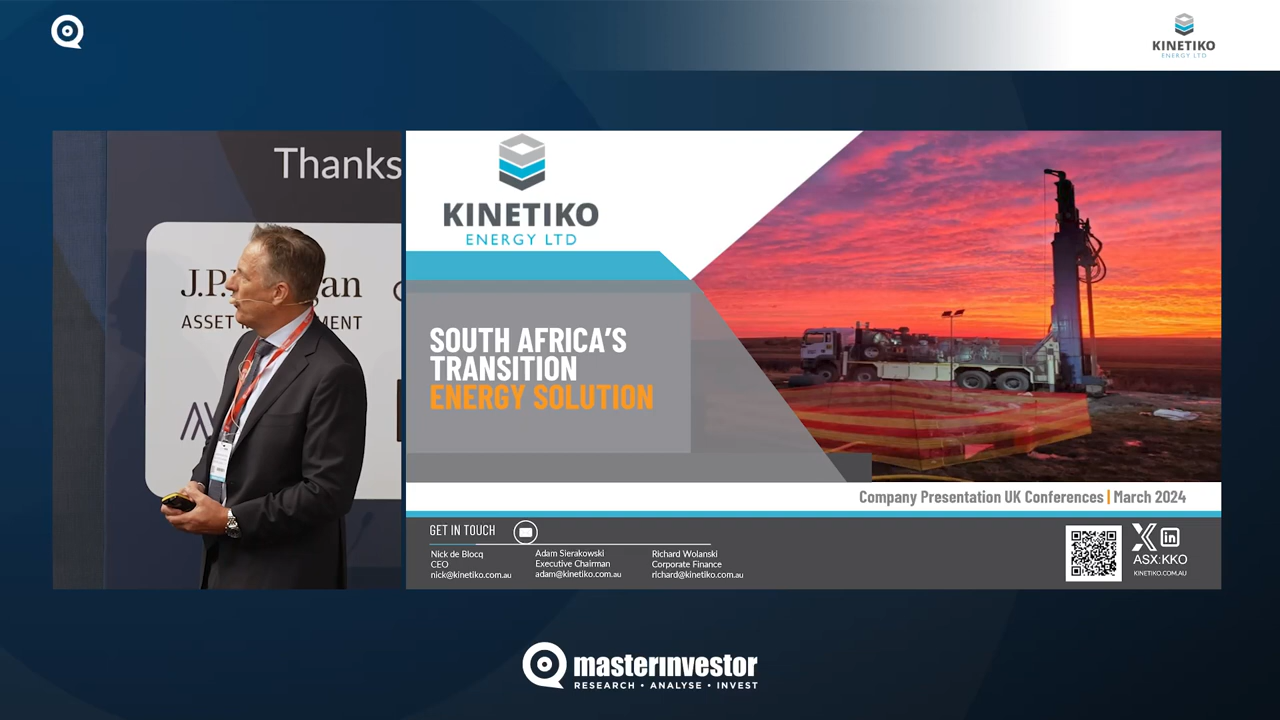 KINETIKO
ENERGY LTD
Thanks
J.P. 
ASSET
KINETIKO
ENERGY LTD
SOUTH AFRICA'S
TRANSITION
ENERGY SOLUTION
Company Presentation UK Conferences | March 2024
GET IN TOUCH
Nick de Blocq
CEO
nick@kinetiko.com.au
Adam Sierakowski
Executive Chairman
adam@kinetiko.com.au
Richard Wolanski
Corporate Finance
richard@kinetiko.com.au
X in
ASX:KKO
KINETIKO.COM.AU
masterinvestor
RESEARCH • ANALYSE • INVEST